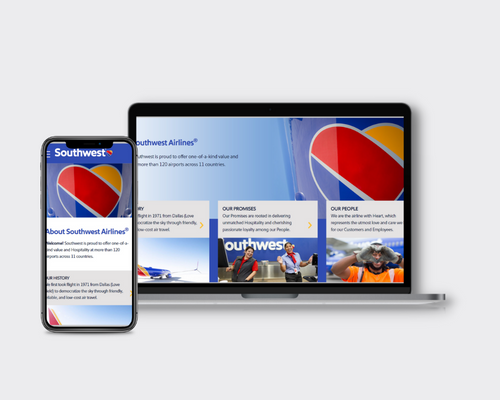 Southwest
About Southwest Airlines®
Welcome! Southwest is proud to offer one-of-a-
kind value and Hospitality at more than 120
airports across 11 countries.
OUR HISTORY
We first took flight in 1971 from Dallas (Love
Field) to democratize the sky through friendly,
reliable, and low-cost air travel.
outhwest Airlines®
outhwest is proud to offer one-of-a-kind value and
more than 120 airports across 11 countries.
ORY
flight in 1971 from Dallas (Love
ocratize the sky through friendly,
low-cost air travel.
OUR PROMISES
Our Promises are rooted in delivering
unmatched Hospitality and cherishing
passionate loyalty among our People.
outhwest
OUR PEOPLE
We are the airline with Heart, which
represents the utmost love and care we
for our Customers and Employees.